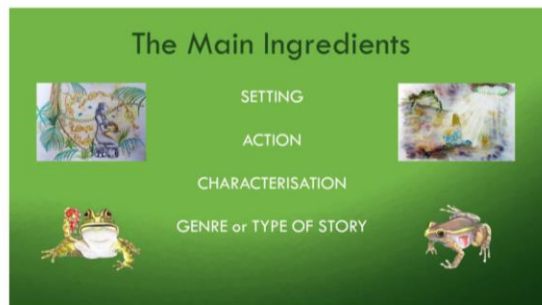 The Main Ingredients
SETTING
ACTION
CHARACTERISATION
GENRE or TYPE OF STORY